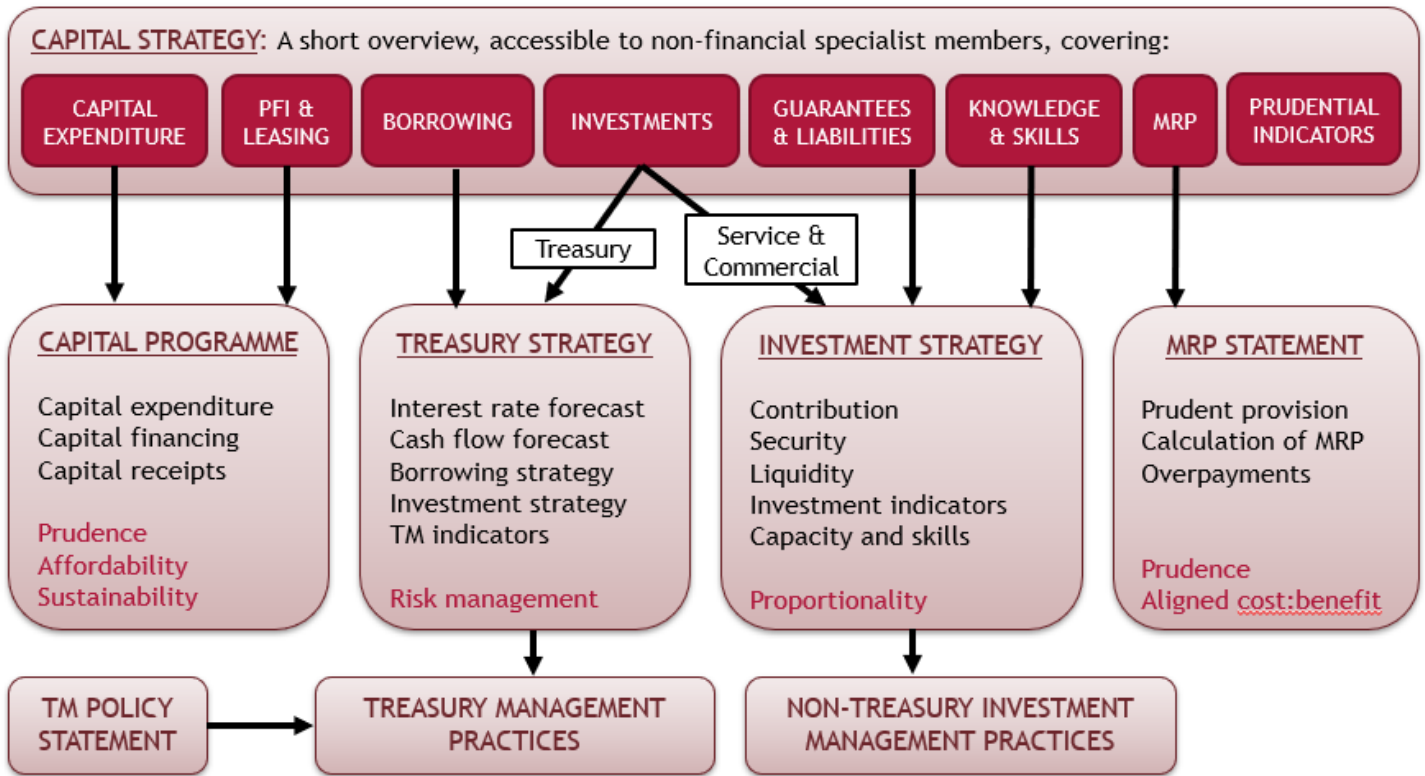 CAPITAL STRATEGY: A short overview, accessible to non-financial specialist members, covering:
CAPITAL
EXPENDITURE
PFI &
LEASING
BORROWING
INVESTMENTS
GUARANTEES
& LIABILITIES
KNOWLEDGE
& SKILLS
MRP
PRUDENTIAL
INDICATORS
Treasury
Service &
Commercial
CAPITAL PROGRAMME
Capital expenditure
Capital financing
Capital receipts
Prudence
Affordability
Sustainability
TREASURY STRATEGY
Interest rate forecast
Cash flow forecast
Borrowing strategy
Investment strategy
TM indicators
Risk management
INVESTMENT STRATEGY
Contribution
Security
Liquidity
Investment indicators
Capacity and skills
Proportionality
MRP STATEMENT
Prudent provision
Calculation of MRP
Overpayments
Prudence
Aligned cost:benefit
TM POLICY
STATEMENT
TREASURY MANAGEMENT
PRACTICES
NON-TREASURY INVESTMENT
MANAGEMENT PRACTICES